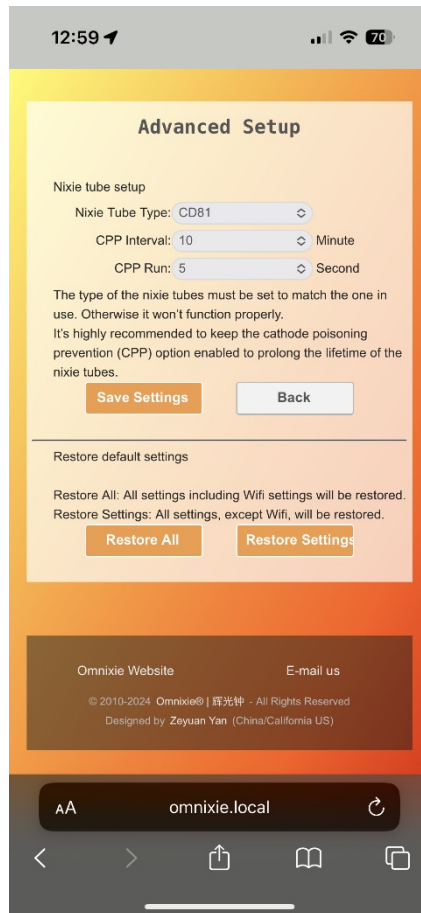 12:59
70
Advanced Setup
Nixie tube setup
Nixie Tube Type: CD81
CPP Interval: 10 Minute
CPP Run: 5 Second
The type of the nixie tubes must be set to match the one in
use. Otherwise it won't function properly.
It's highly recommended to keep the cathode poisoning
prevention (CPP) option enabled to prolong the lifetime of the
nixie tubes.
Save Settings Back
Restore default settings
Restore All: All settings including Wifi settings will be restored.
Restore Settings: All settings, except Wifi, will be restored.
Restore All Restore Settings
Omnixie Website E-mail us
© 2010-2024 Omnixie® | 辉光钟 - All Rights Reserved
Designed by Zeyuan Yan (China/California US)
AA omnixie.local